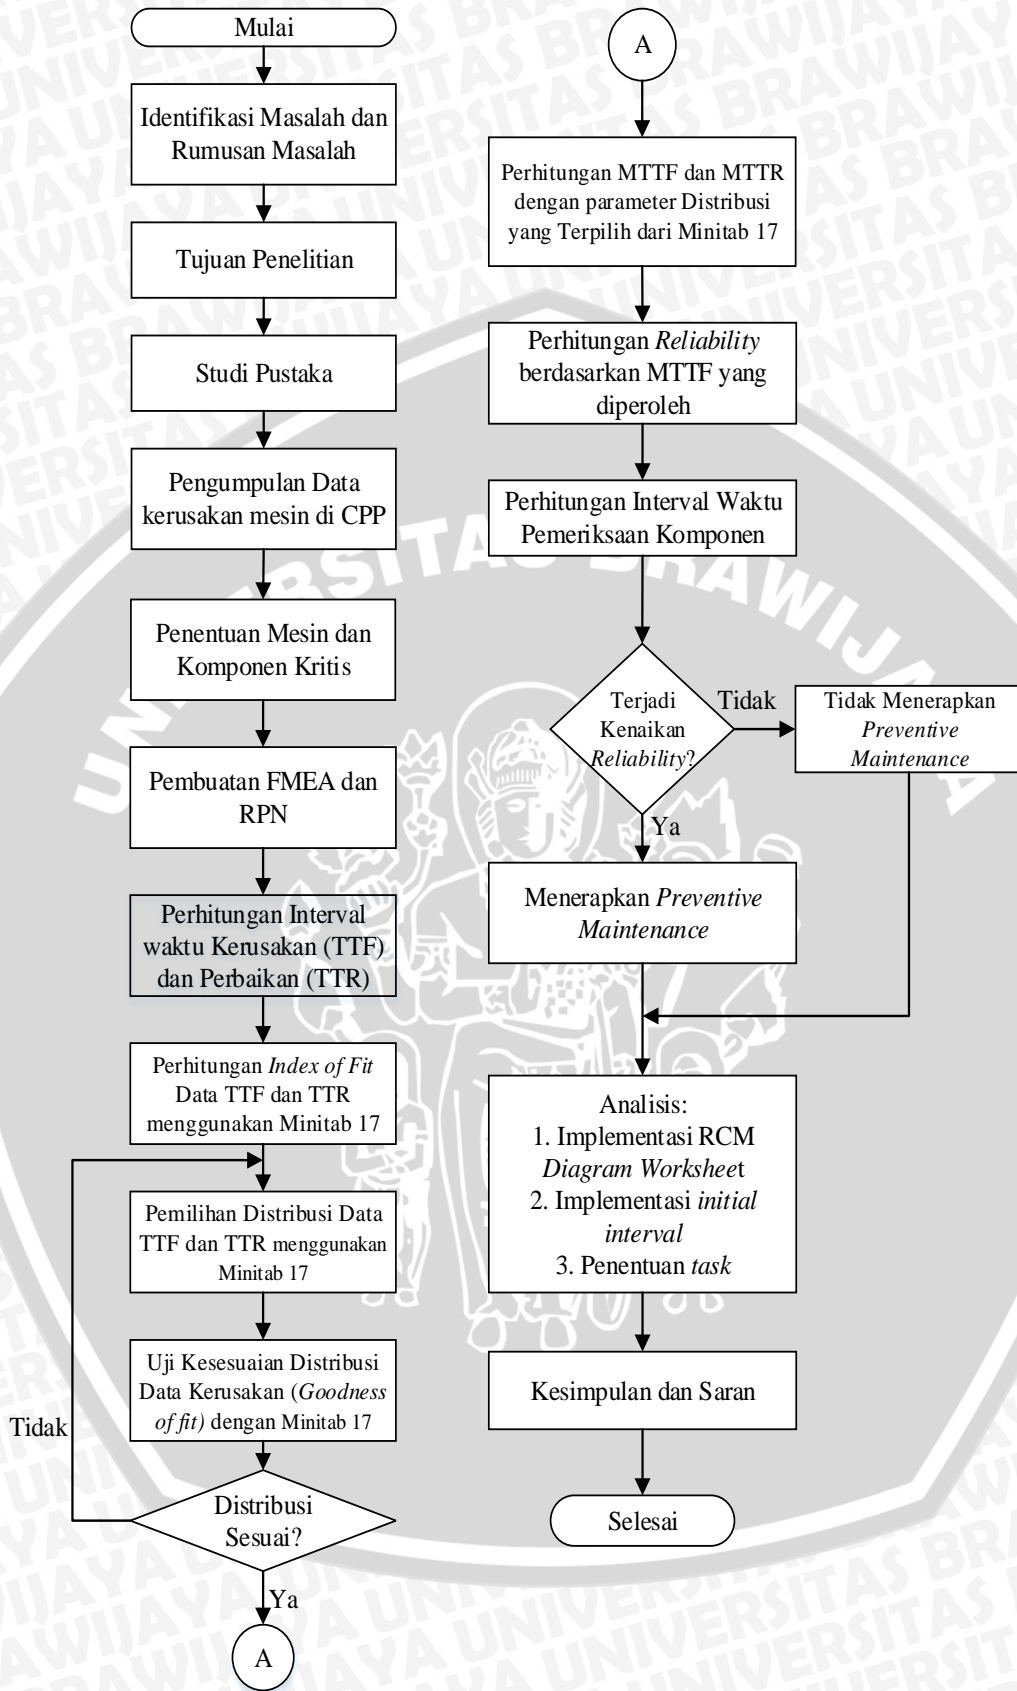 Mulai
Identifikasi Masalah dan
Rumusan Masalah
Tujuan Penelitian
Studi Pustaka
Pengumpulan Data
kerusakan mesin di CPP
Penentuan Mesin dan
Komponen Kritis
Pembuatan FMEA dan
RPN
Perhitungan Interval
waktu Kerusakan (TTF)
dan Perbaikan (TTR)
Perhitungan Index of Fit
Data TTF dan TTR
menggunakan Minitab 17
Pemilihan Distribusi Data
TTF dan TTR menggunakan
Minitab 17
Uji Kesesuaian Distribusi
Data Kerusakan (Goodness
of fit) dengan Minitab 17
Tidak
Distribusi
Sesuai?
Ya
A
A
Perhitungan MTTF dan MTTR
dengan parameter Distribusi
yang Terpilih dari Minitab 17
Perhitungan Reliability
berdasarkan MTTF yang
diperoleh
Perhitungan Interval Waktu
Pemeriksaan Komponen
Terjadi
Kenaikan
Reliability?
Tidak
Tidak Menerapkan
Preventive
Maintenance
Ya
Menerapkan Preventive
Maintenance
Analisis:
1. Implementasi RCM
Diagram Worksheet
2. Implementasi initial
interval
3. Penentuan task
Kesimpulan dan Saran
Selesai
UNIVERSITAS BRAWIJAYA